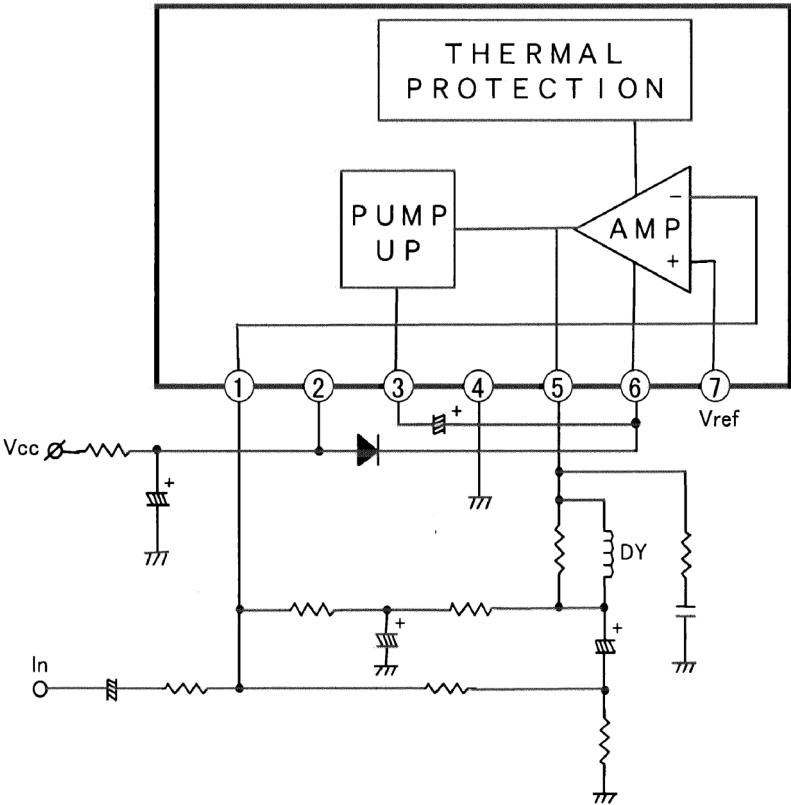 THERMAL
PROTECTION
PUMP
UP
AMP
−
+
1 2 3 4 5 6 7
Vref
+
Vcc
+
DY
+
+
In